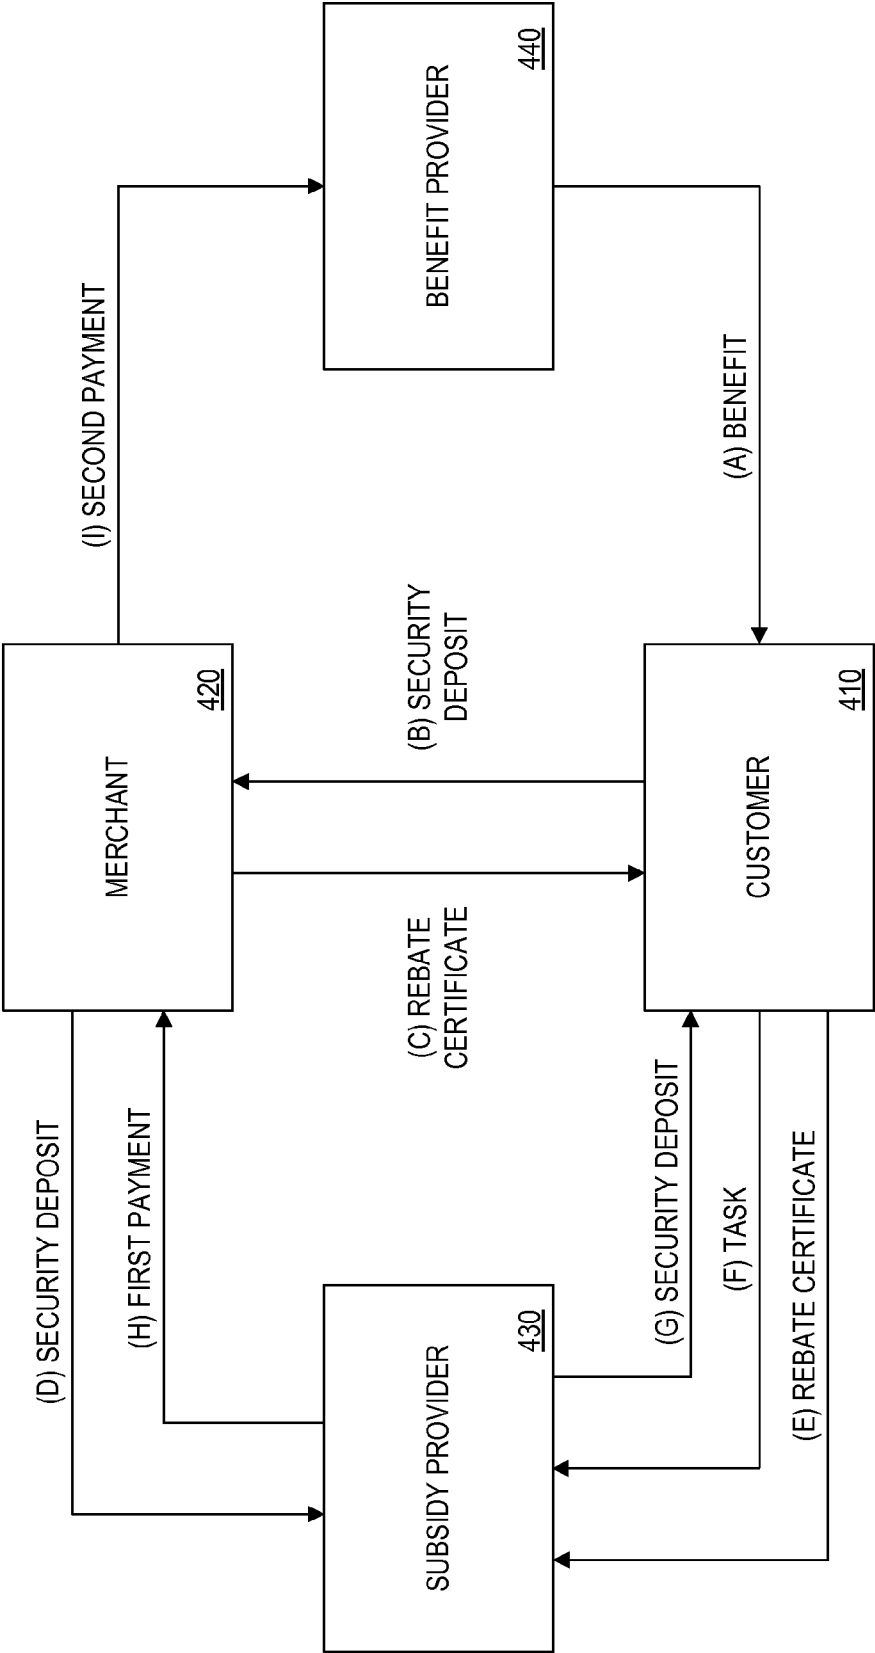 (D) SECURITY DEPOSIT
(H) FIRST PAYMENT
MERCHANT
420
(I) SECOND PAYMENT
SUBSIDY PROVIDER
430
(C) REBATE
CERTIFICATE
(B) SECURITY
DEPOSIT
BENEFIT PROVIDER
440
(G) SECURITY DEPOSIT
(F) TASK
(E) REBATE CERTIFICATE
CUSTOMER
410
(A) BENEFIT